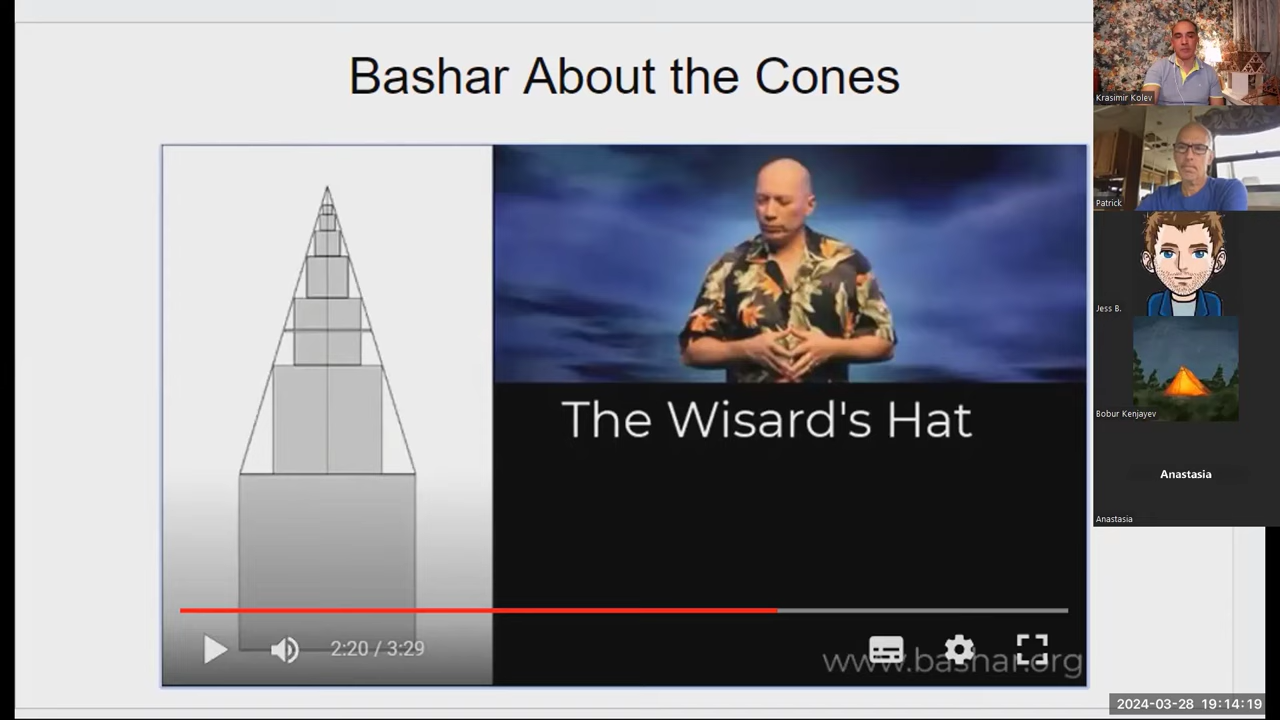 Bashar About the Cones
The Wisard's Hat
2:20 / 3:29
www.bashar.org
Krasimir Kolev
Patrick
Jess B.
Bobur Kenjayev
Anastasia
Anastasia
2024-03-28 19:14:19